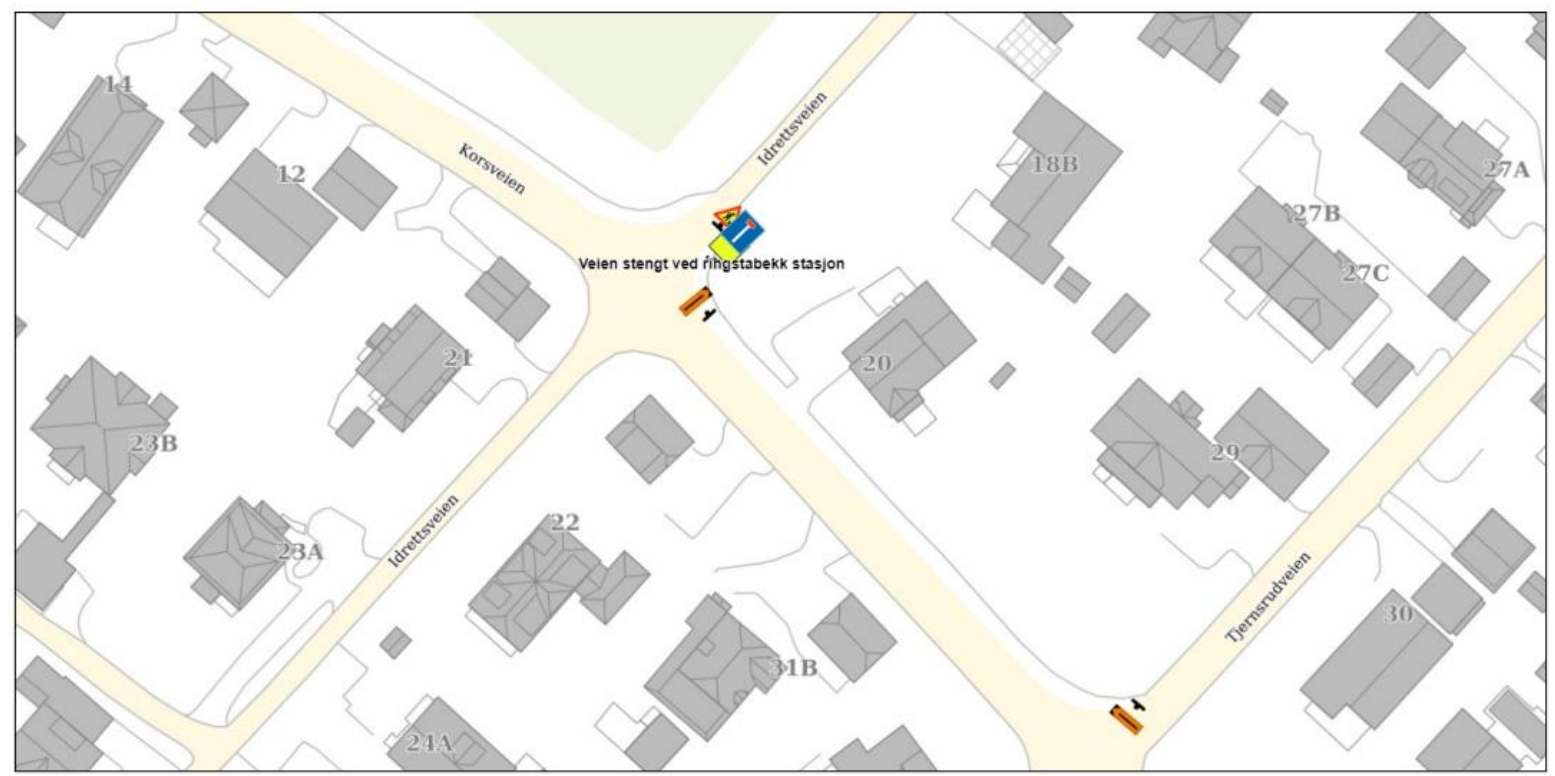 14
12
Korsveien
Idrettsveien
18B
27A
27B
27C
Veien stengt ved ringstabekk stasjon
21
20
23B
29
22
23A
Idrettsveien
Tjernsrudveien
30
31B
24A